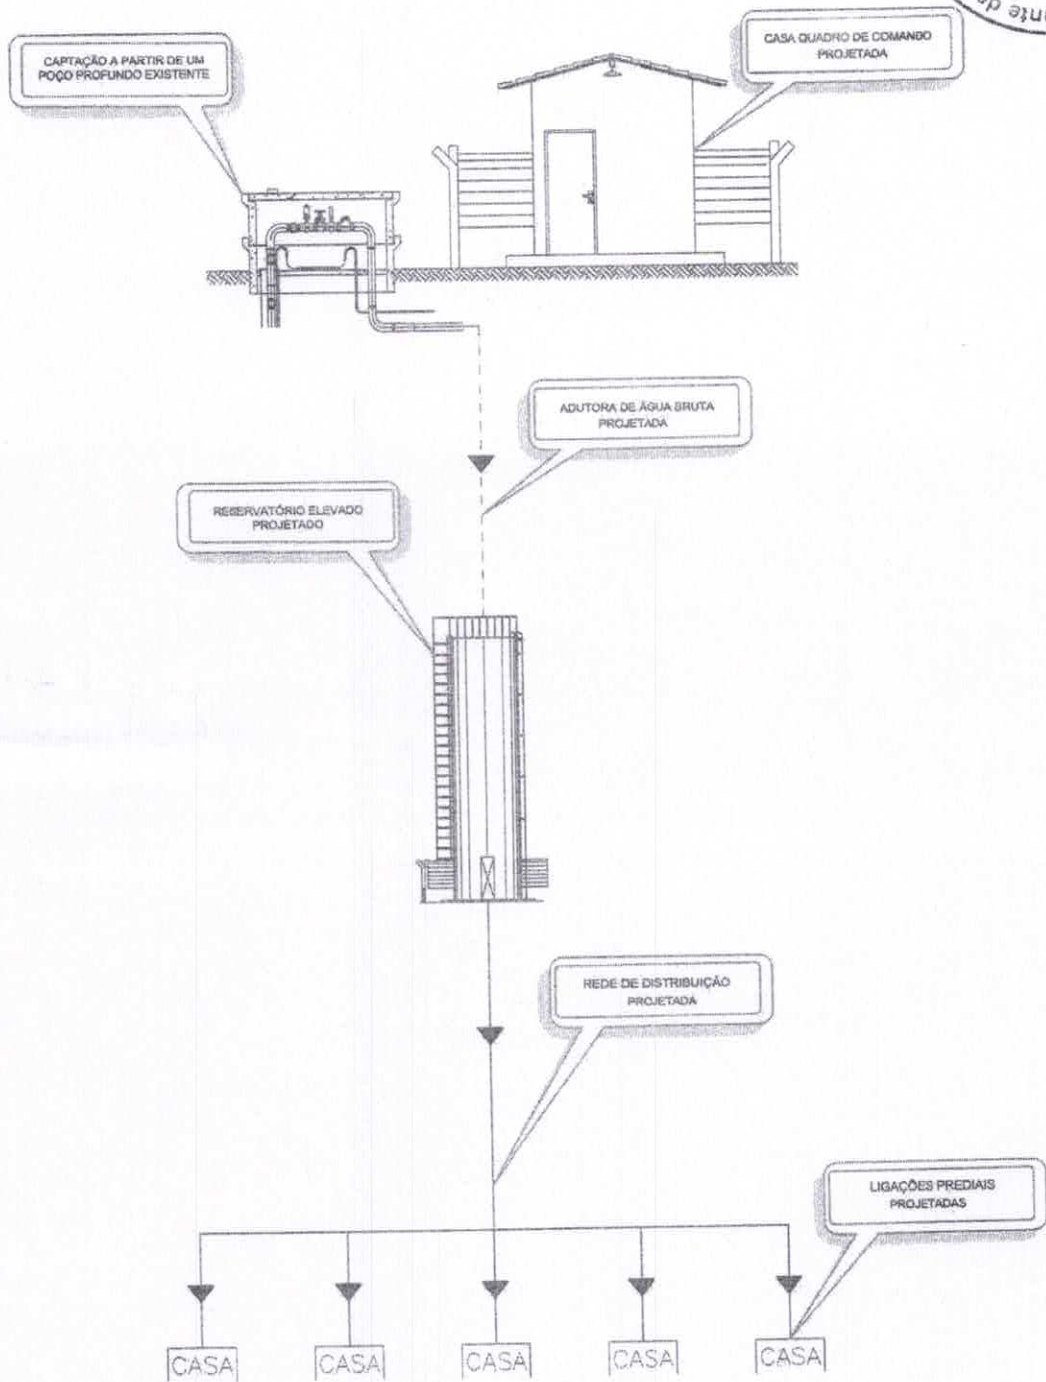 CAPTAÇÃO A PARTIR DE UM
POÇO PROFUNDO EXISTENTE
CASA QUADRO DE COMANDO
PROJETADA
ADUTORA DE ÁGUA BRUTA
PROJETADA
RESERVATÓRIO ELEVADO
PROJETADO
REDE DE DISTRIBUIÇÃO
PROJETADA
LIGAÇÕES PREDIAIS
PROJETADAS
CASA
CASA
CASA
CASA
CASA